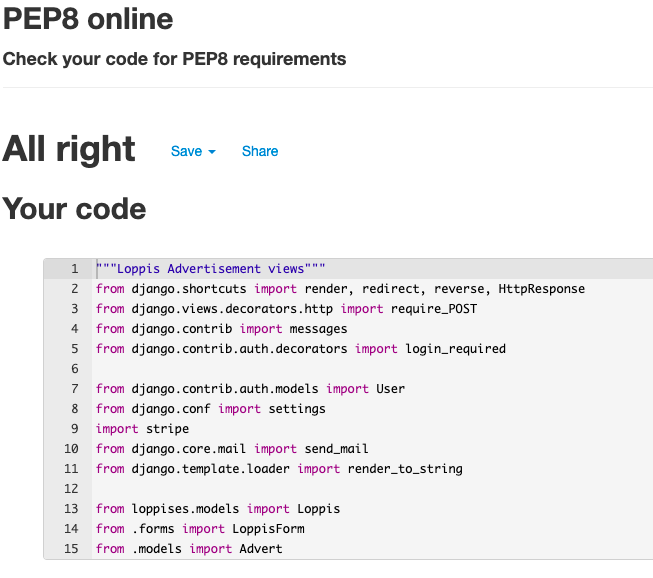 PEP8 online
Check your code for PEP8 requirements
All right Save Share
Your code
1 """Loppis Advertisement views"""
2 from django.shortcuts import render, redirect, reverse, HttpResponse
3 from django.views.decorators.http import require_POST
4 from django.contrib import messages
5 from django.contrib.auth.decorators import login_required
6
7 from django.contrib.auth.models import User
8 from django.conf import settings
9 import stripe
10 from django.core.mail import send_mail
11 from django.template.loader import render_to_string
12
13 from loppises.models import Loppis
14 from .forms import LoppisForm
15 from .models import Advert